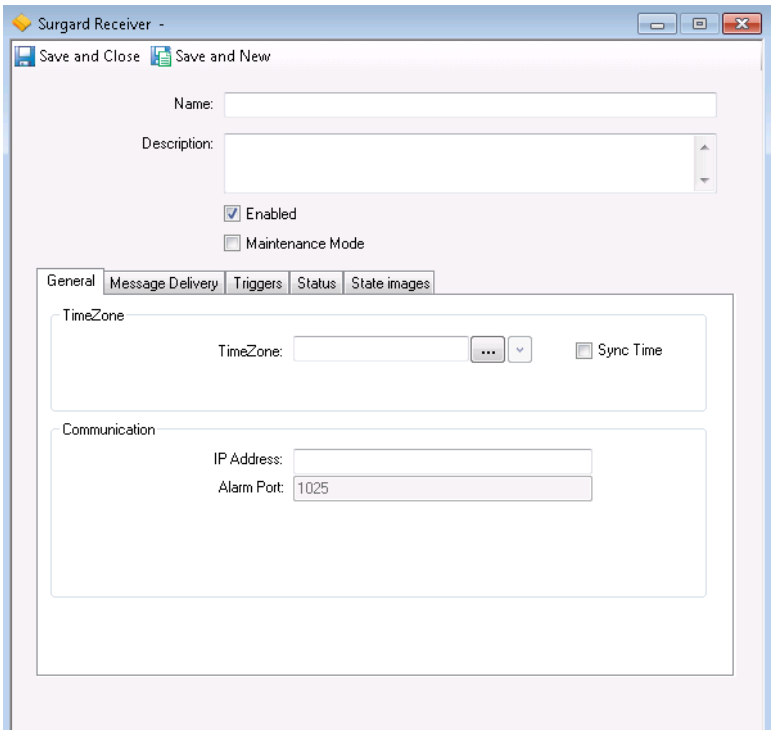 Surgard Receiver -
Save and Close Save and New
Name:
Description:
Enabled
Maintenance Mode
General Message Delivery Triggers Status State images
TimeZone
TimeZone: ... Sync Time
Communication
IP Address:
Alarm Port: 1025